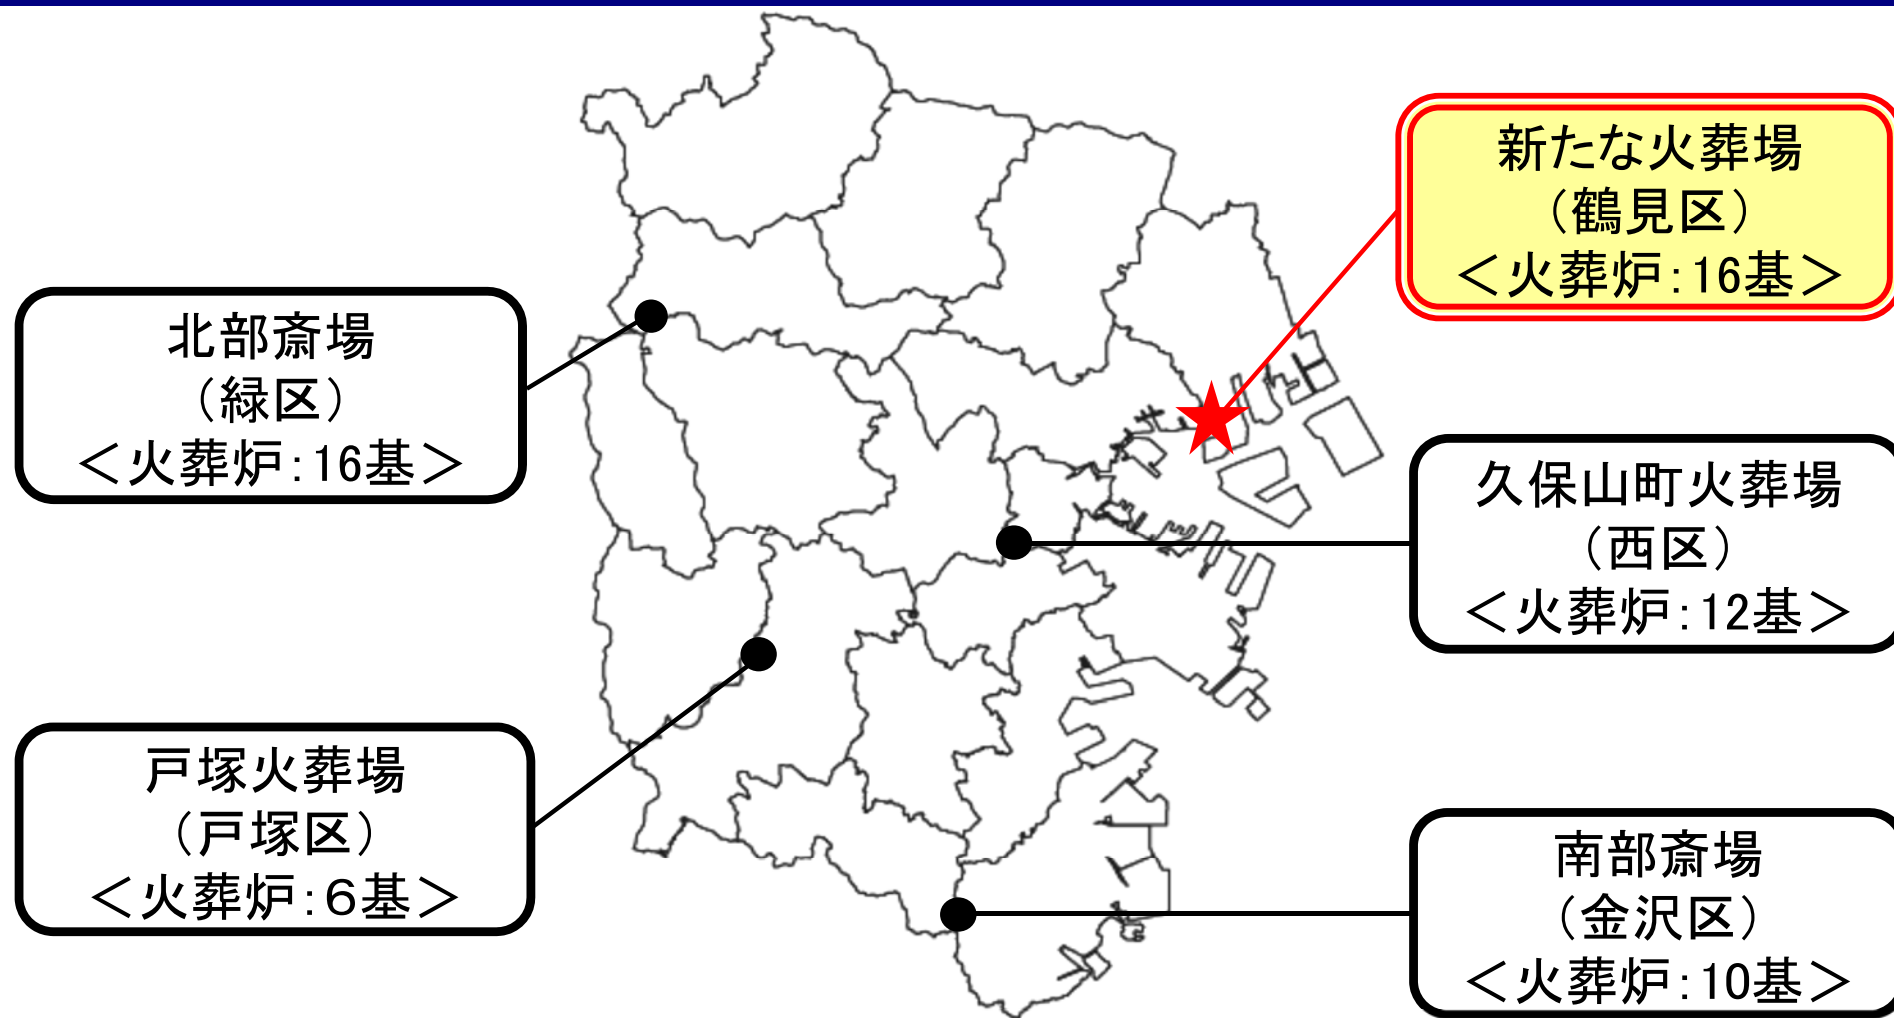 新たな火葬場
（鶴見区）
＜火葬炉：16基＞
北部斎場
（緑区）
＜火葬炉：16基＞
久保山町火葬場
（西区）
＜火葬炉：12基＞
戸塚火葬場
（戸塚区）
＜火葬炉：６基＞
南部斎場
（金沢区）
＜火葬炉：10基＞